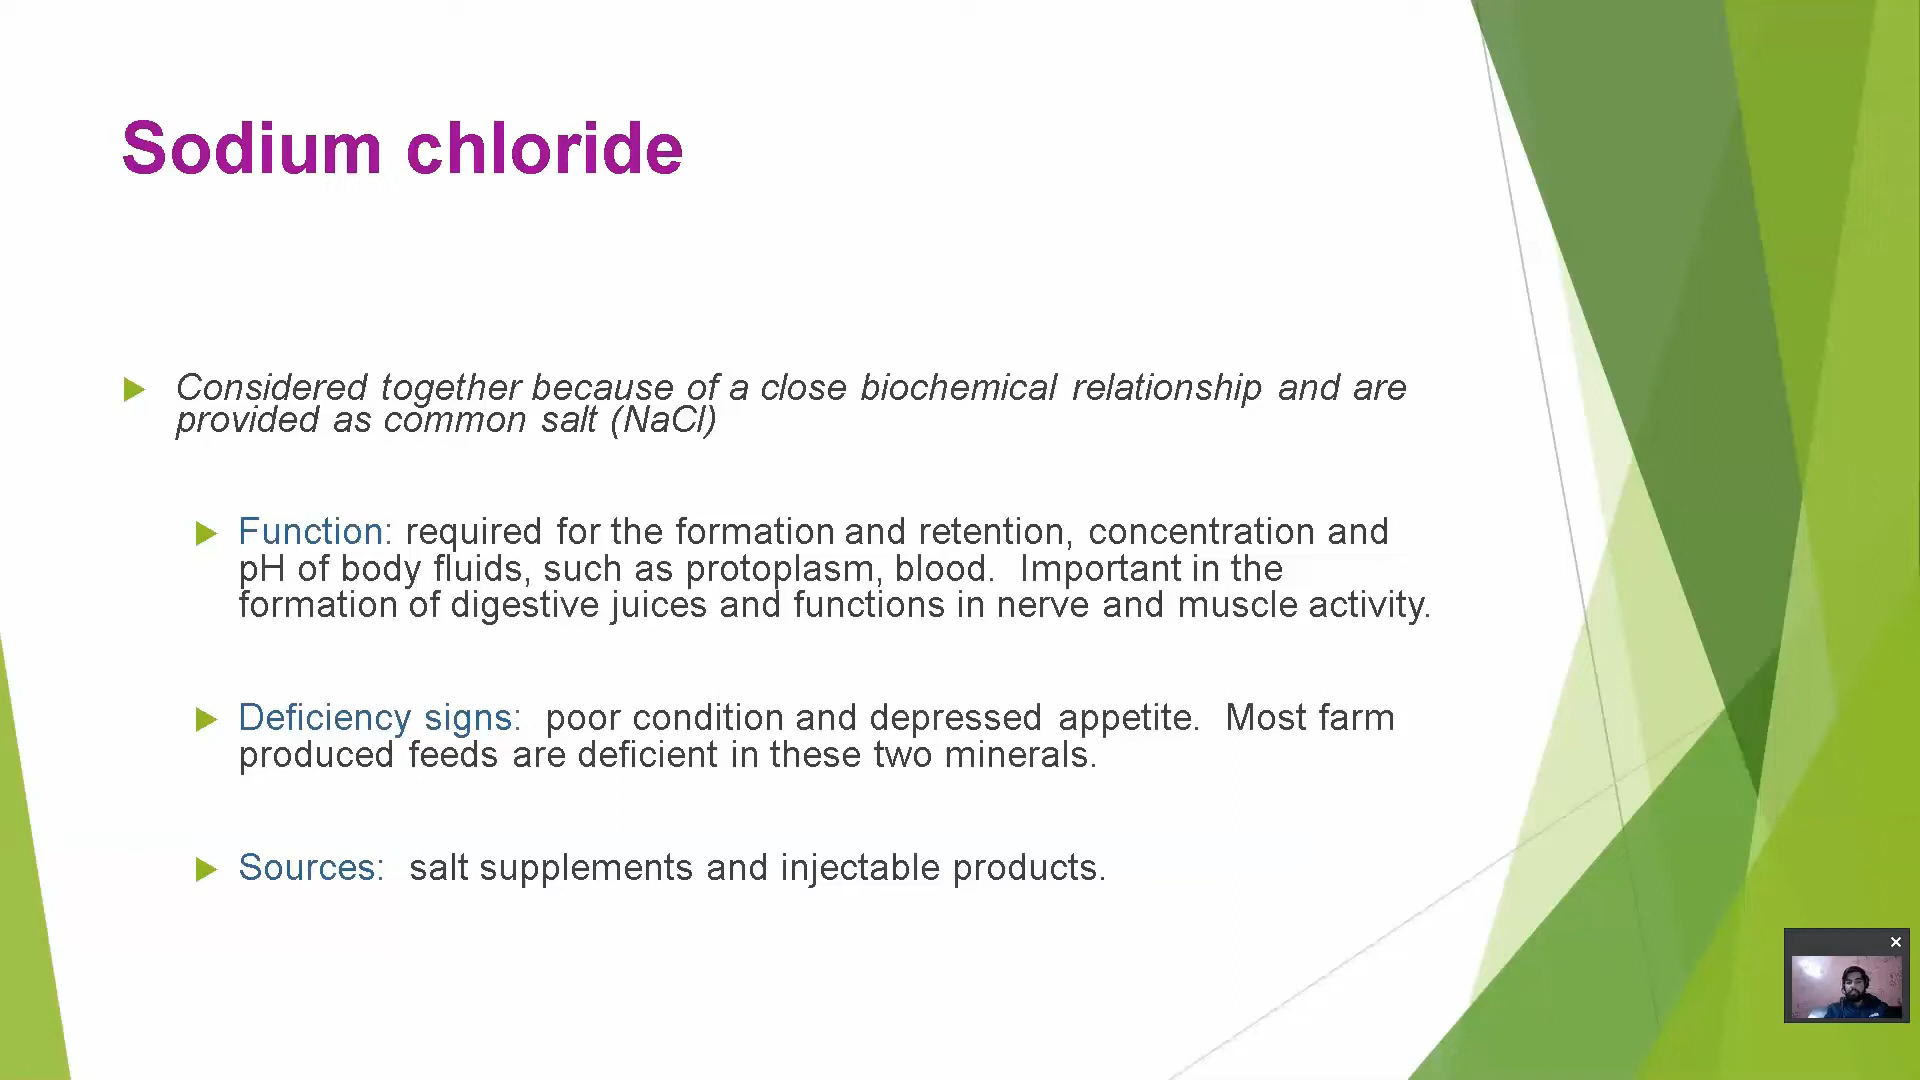 Sodium chloride
Considered together because of a close biochemical relationship and are
provided as common salt (NaCl)
Function: required for the formation and retention, concentration and
pH of body fluids, such as protoplasm, blood. Important in the
formation of digestive juices and functions in nerve and muscle activity.
Deficiency signs: poor condition and depressed appetite. Most farm
produced feeds are deficient in these two minerals.
Sources: salt supplements and injectable products.